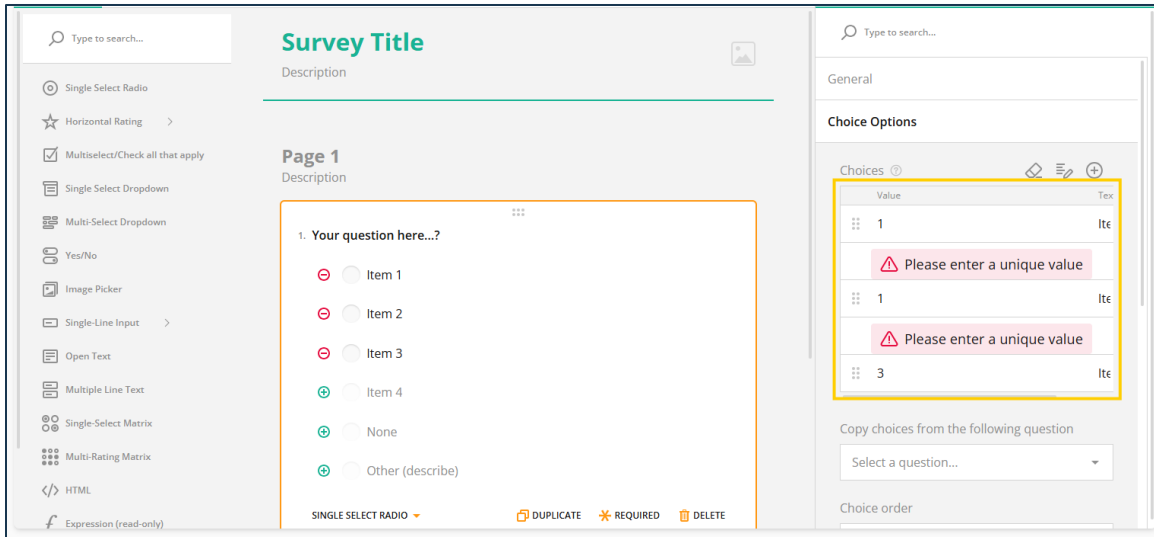 Type to search...
Single Select Radio
Horizontal Rating
Multiselect/Check all that apply
Single Select Dropdown
Multi-Select Dropdown
Yes/No
Image Picker
Single-Line Input
Open Text
Multiple Line Text
Single-Select Matrix
Multi-Rating Matrix
HTML
Expression (read-only)
Survey Title
Description
Page 1
Description
1. Your question here...?
Item 1
Item 2
Item 3
Item 4
None
Other (describe)
SINGLE SELECT RADIO
DUPLICATE
REQUIRED
DELETE
Type to search...
General
Choice Options
Choices
Value Tex
1 Ite
Please enter a unique value
1 Ite
Please enter a unique value
3 Ite
Copy choices from the following question
Select a question...
Choice order